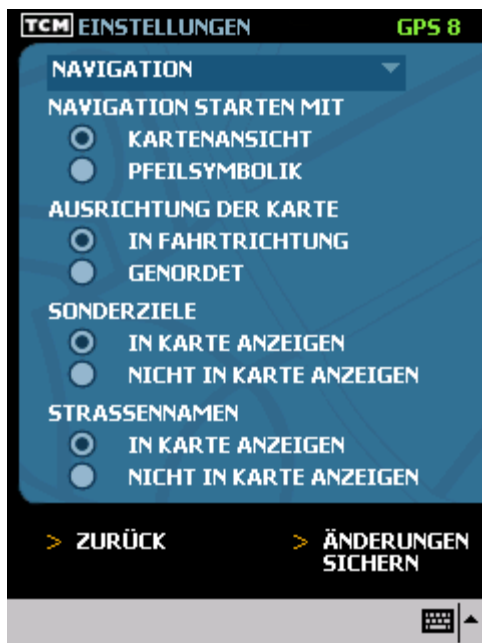 TCM EINSTELLUNGEN GPS 8
NAVIGATION
NAVIGATION STARTEN MIT
KARTENANSICHT
PFEILSYMBOLIK
AUSRICHTUNG DER KARTE
IN FAHRTRICHTUNG
GENORDET
SONDERZIELE
IN KARTE ANZEIGEN
NICHT IN KARTE ANZEIGEN
STRASSENNAMEN
IN KARTE ANZEIGEN
NICHT IN KARTE ANZEIGEN
> ZURÜCK
> ÄNDERUNGEN
SICHERN